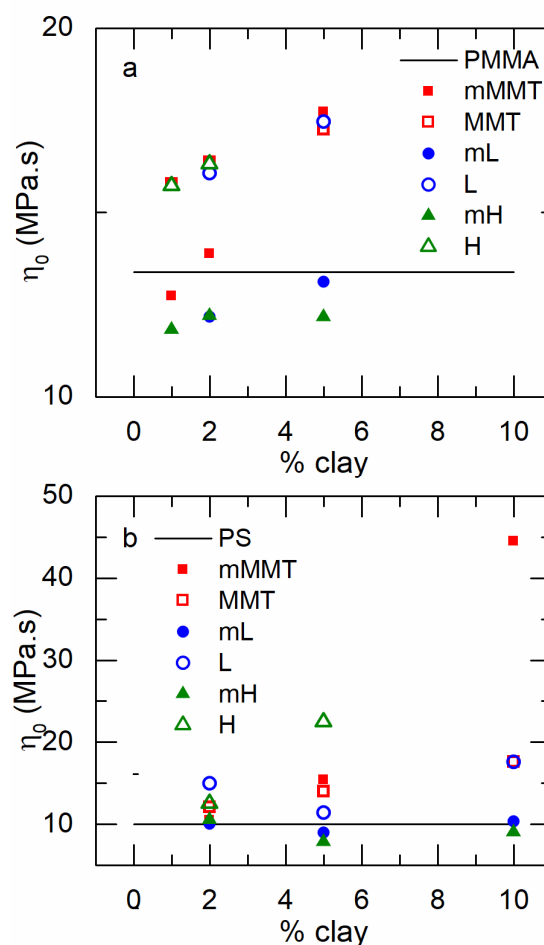 20
a
PMMA
mMMT
MMT
mL
L
mH
H
η₀ (MPa.s)
10
0 2 4 6 8 10
% clay
50
b
PS
mMMT
MMT
mL
L
mH
H
40
30
20
10
η₀ (MPa.s)
0 2 4 6 8 10
% clay